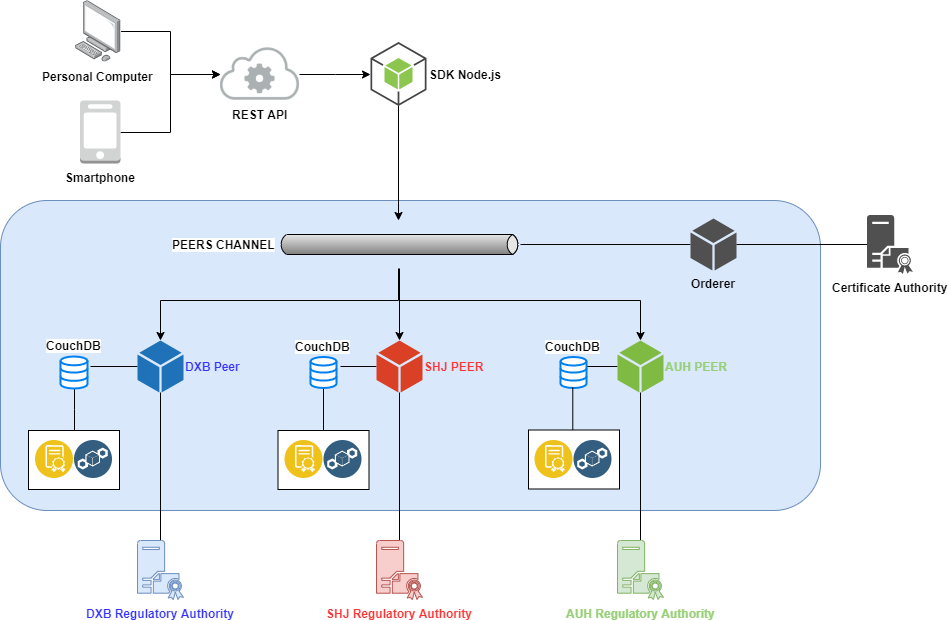 Personal Computer
REST API
SDK Node.js
Smartphone
PEERS CHANNEL
Orderer
Certificate Authority
CouchDB
DXB Peer
CouchDB
SHJ PEER
CouchDB
AUH PEER
DXB Regulatory Authority
SHJ Regulatory Authority
AUH Regulatory Authority